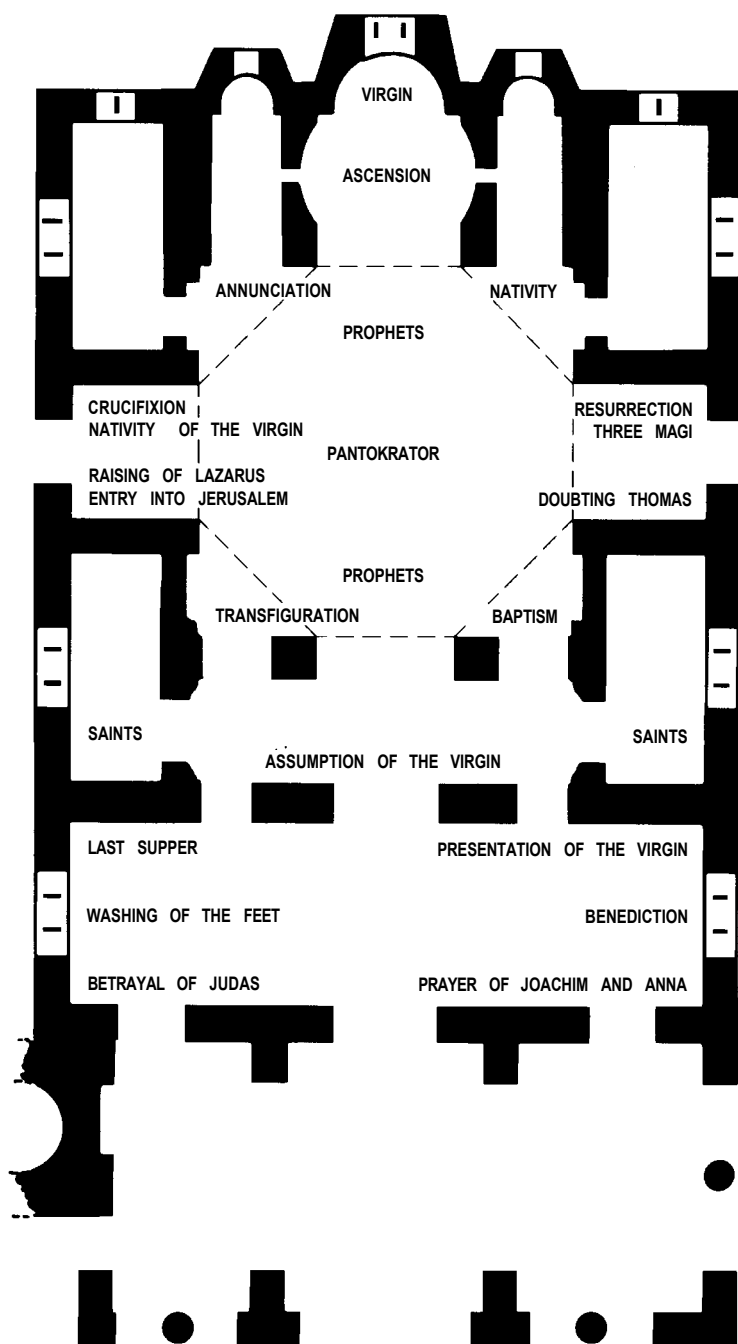 VIRGIN
ASCENSION
ANNUNCIATION
NATIVITY
PROPHETS
CRUCIFIXION
NATIVITY OF THE VIRGIN
RAISING OF LAZARUS
ENTRY INTO JERUSALEM
PANTOKRATOR
RESURRECTION
THREE MAGI
DOUBTING THOMAS
PROPHETS
TRANSFIGURATION
BAPTISM
SAINTS
SAINTS
ASSUMPTION OF THE VIRGIN
LAST SUPPER
PRESENTATION OF THE VIRGIN
WASHING OF THE FEET
BENEDICTION
BETRAYAL OF JUDAS
PRAYER OF JOACHIM AND ANNA